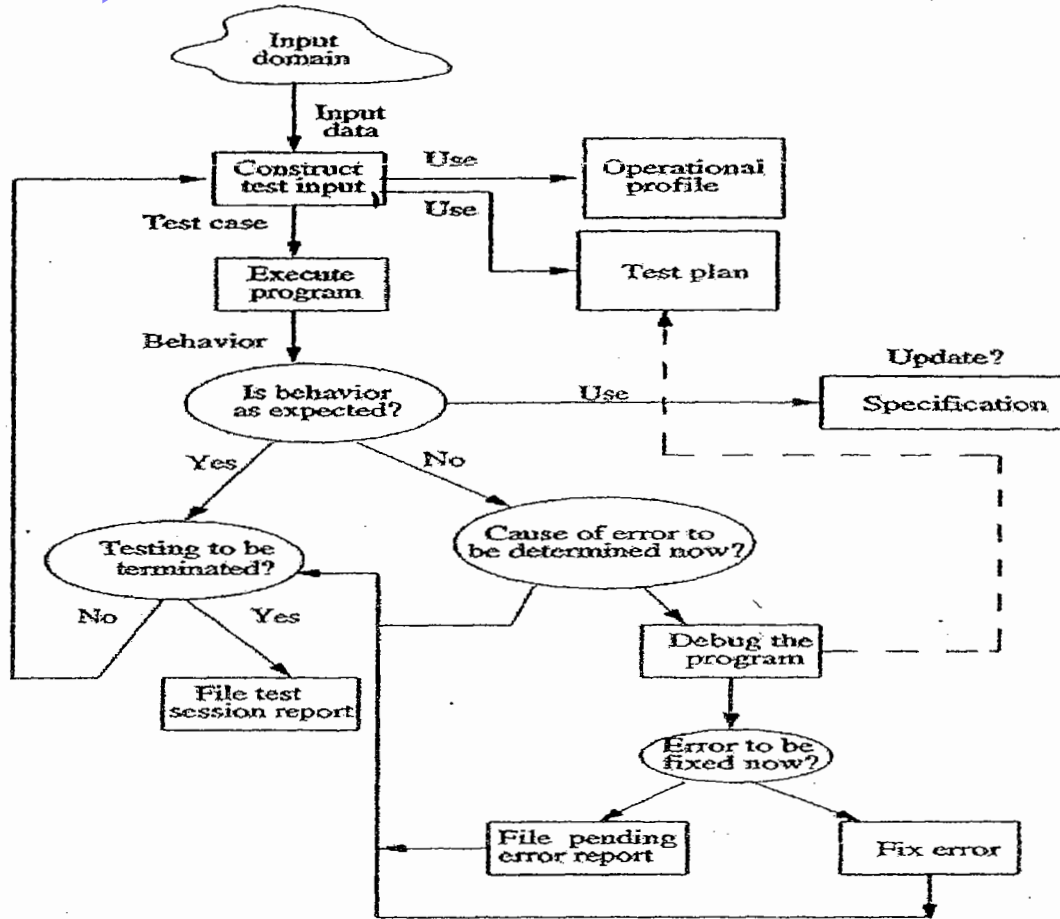 Input
domain
Input
data
Construct
test input
Use
Use
Operational
profile
Test case
Test plan
Execute
program
Behavior
Is behavior
as expected?
Use
Update?
Specification
Yes
No
Testing to be
terminated?
Cause of error to
be determined now?
No
Yes
Debug the
program
File test
session report
Error to be
fixed now?
File pending
error report
Fix error